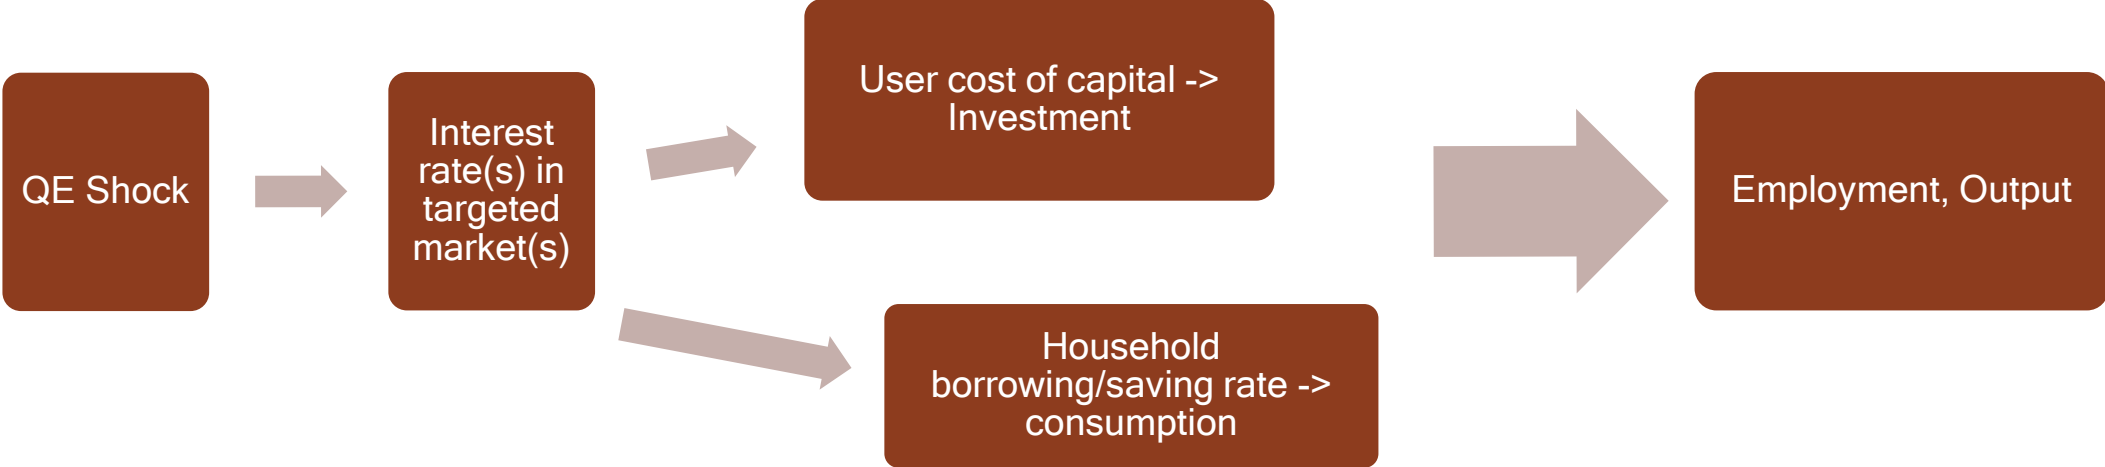 QE Shock
Interest
rate(s) in
targeted
market(s)
User cost of capital ->
Investment
Household
borrowing/saving rate ->
consumption
Employment, Output